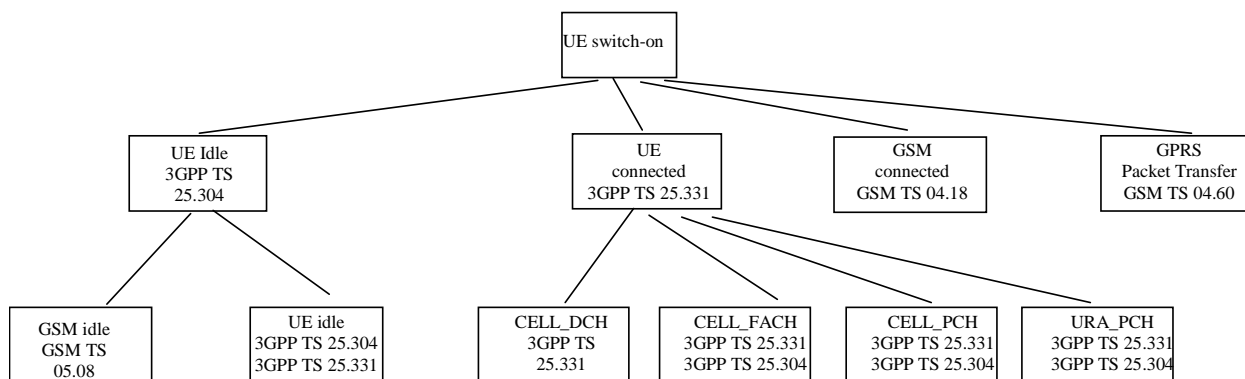 UE switch-on
UE Idle
3GPP TS
25.304
UE
connected
3GPP TS 25.331
GSM
connected
GSM TS 04.18
GPRS
Packet Transfer
GSM TS 04.60
GSM idle
GSM TS
05.08
UE idle
3GPP TS 25.304
3GPP TS 25.331
CELL_DCH
3GPP TS
25.331
CELL_FACH
3GPP TS 25.331
3GPP TS 25.304
CELL_PCH
3GPP TS 25.331
3GPP TS 25.304
URA_PCH
3GPP TS 25.331
3GPP TS 25.304